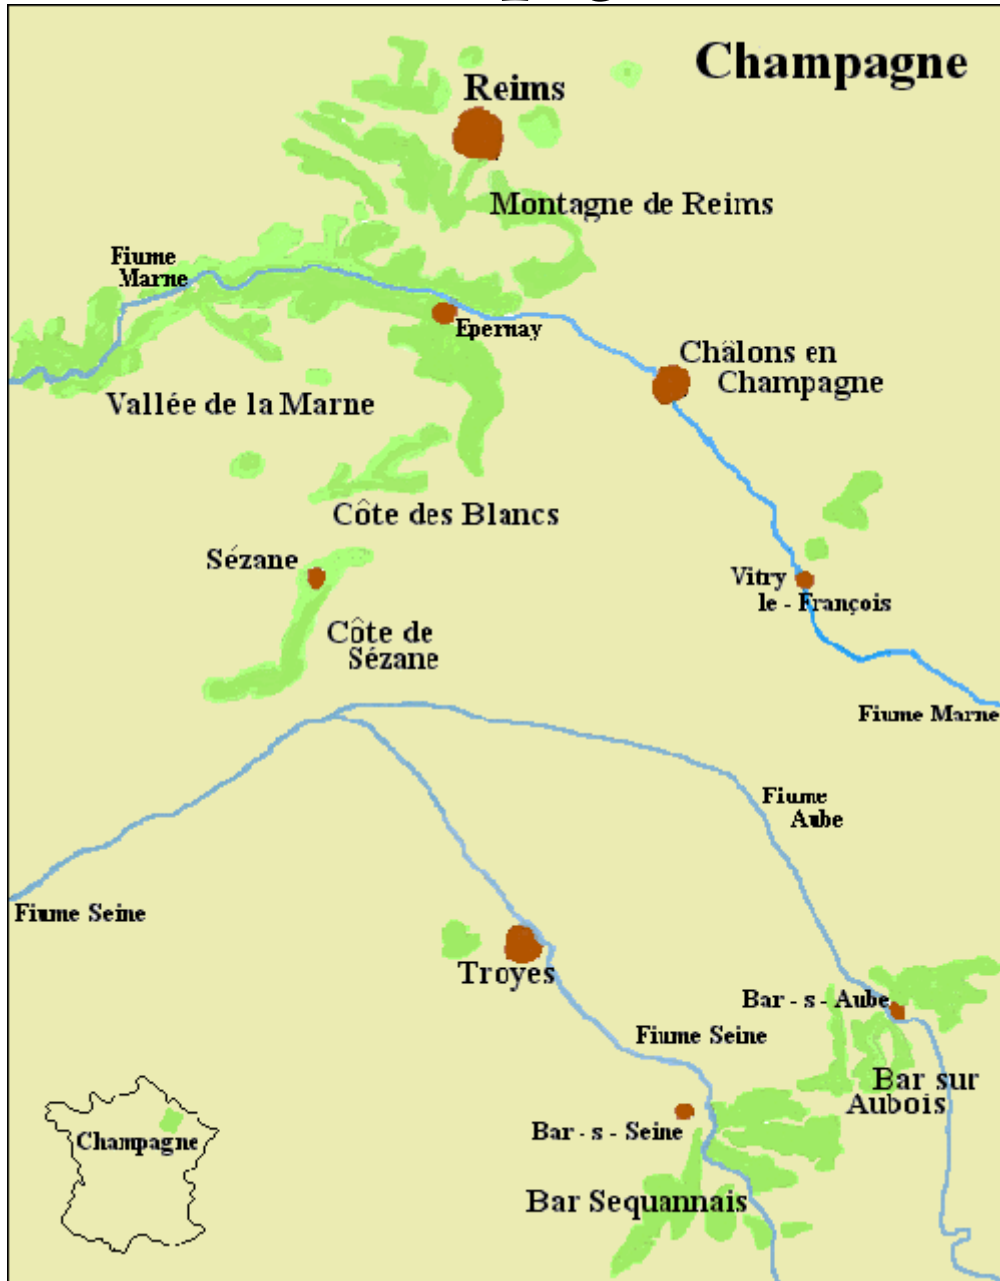 Champagne
Reims
Montagne de Reims
Fiume
Marne
Epernay
Châlons en
Champagne
Vallée de la Marne
Côte des Blancs
Sézane
Vitry
le - François
Côte de
Sézane
Fiume Marne
Fiume
Aube
Fiume Seine
Troyes
Bar - s - Aube
Fiume Seine
Bar sur
Aubois
Champagne
Bar - s - Seine
Bar Sequannais